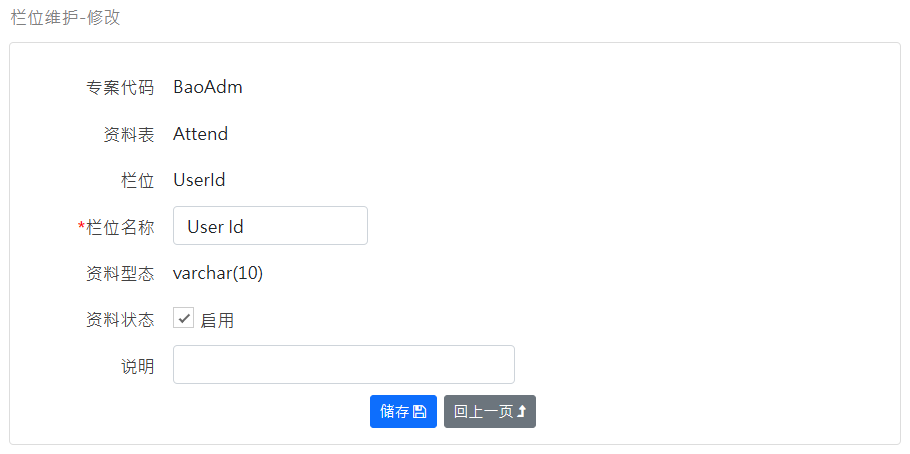 栏位维护-修改
专案代码 BaoAdm
资料表 Attend
栏位 UserId
*栏位名称 User Id
资料型态 varchar(10)
资料状态 启用
说明
储存 回上一页